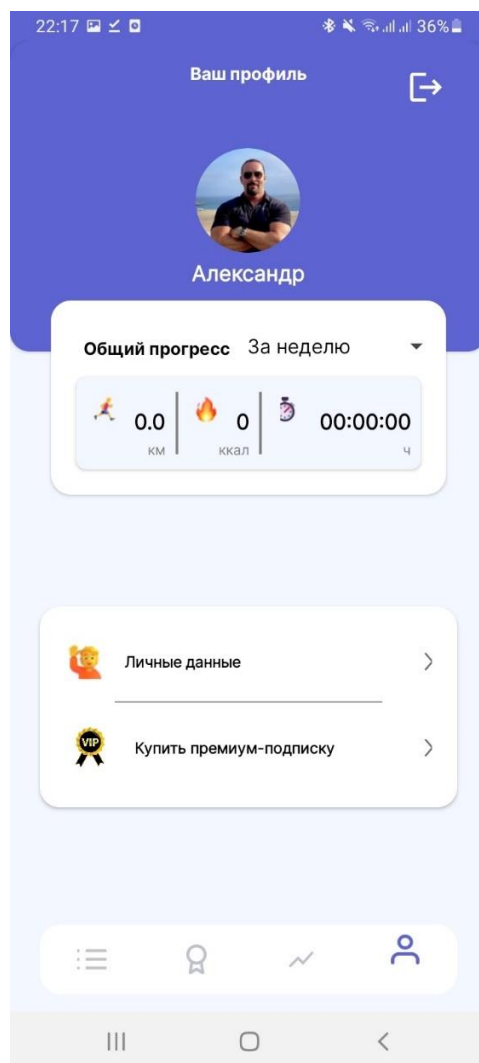 22:17 36%
Ваш профиль
Александр
Общий прогресс За неделю
0.0 0 00:00:00
км ккал ч
Личные данные
VIP
Купить премиум-подписку